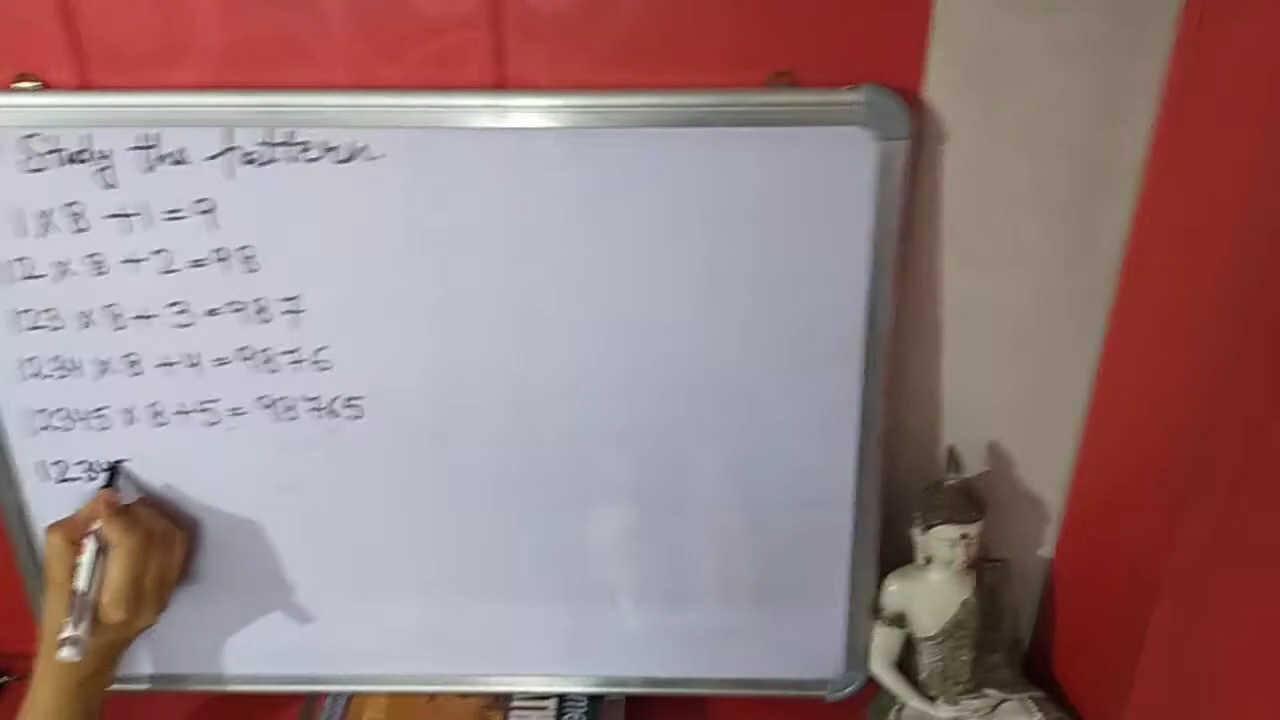 Study the pattern
1 x 8 + 1 = 9
12 x 8 + 2 = 98
123 x 8 + 3 = 987
1234 x 8 + 4 = 9876
12345 x 8 + 5 = 98765
12345